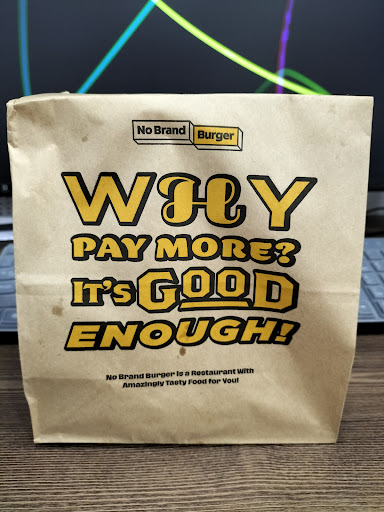 No Brand Burger
WHY
PAY MORE?
IT'S GOOD
ENOUGH!
No Brand Burger is a Restaurant With
Amazingly Tasty Food for You!